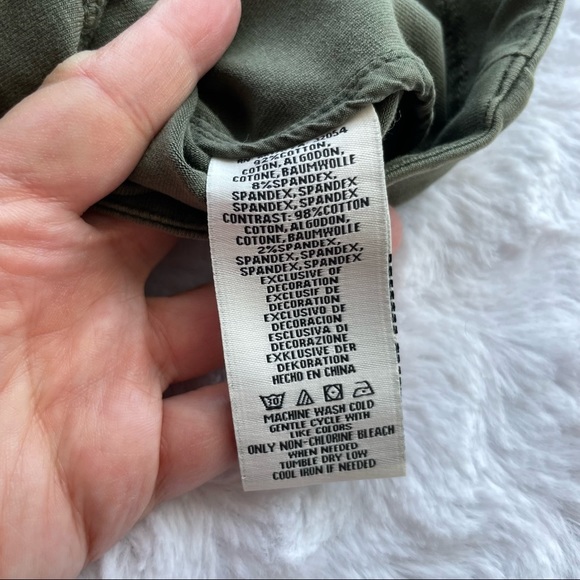 92%COTTON,
COTON, ALGODON,
COTONE, BAUMWOLLE
8%SPANDEX,
SPANDEX, SPANDEX,
SPANDEX, SPANDEX
CONTRAST: 98%COTTON
COTON, ALGODON,
COTONE, BAUMWOLLE
2%SPANDEX,
SPANDEX, SPANDEX,
SPANDEX, SPANDEX
EXCLUSIVE OF
DECORATION
EXCLUSIF DE
DECORATION
EXCLUSIVO DE
DECORACION
ESCLUSIVA DI
DECORAZIONE
EXKLUSIVE DER
DEKORATION
HECHO EN CHINA
30
MACHINE WASH COLD
GENTLE CYCLE WITH
LIKE COLORS
ONLY NON-CHLORINE BLEACH
WHEN NEEDED
TUMBLE DRY LOW
COOL IRON IF NEEDED